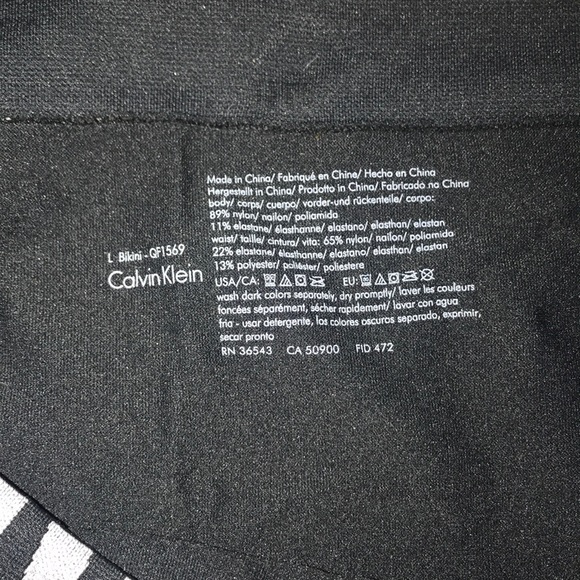 L Bikini - QF1569
Calvin Klein
Made in China/ Fabriqué en Chine/ Hecho en China
Hergestellt in China/ Prodotto in China/ Fabricado na China
body/ corps/ cuerpo/ vorder-und rückenteile/ corpo:
89% nylon/ nailon/ poliamida
11% elastane/ élasthanne/ elastano/ elasthan/ elastan
waist/ taille/ cintura/ vita: 65% nylon/ nailon/ poliamida
22% elastane/ élasthanne/ elastano/ elasthan/ elastan
13% polyester/ poliéster/ poliestere
USA/CA: EU:
wash dark colors separately, dry promptly/ laver les couleurs
foncées séparément, sécher rapidement/ lavar con agua
fria - usar detergente, los colores oscuros separado, exprimir,
secar pronto
RN 36543 CA 50900 FID 472